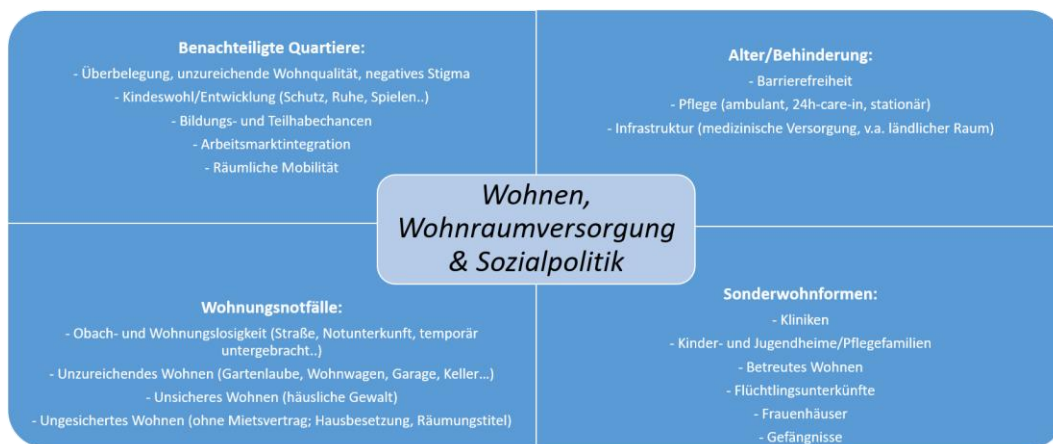 Benachteiligte Quartiere:
- Überbelegung, unzureichende Wohnqualität, negatives Stigma
- Kindeswohl/Entwicklung (Schutz, Ruhe, Spielen..)
- Bildungs- und Teilhabechancen
- Arbeitsmarktintegration
- Räumliche Mobilität
Alter/Behinderung:
- Barrierefreiheit
- Pflege (ambulant, 24h-care-in, stationär)
- Infrastruktur (medizinische Versorgung, v.a. ländlicher Raum)
Wohnen,
Wohnraumversorgung
& Sozialpolitik
Wohnungsnotfälle:
- Obach- und Wohnungslosigkeit (Straße, Notunterkunft, temporär
untergebracht..)
- Unzureichendes Wohnen (Gartenlaube, Wohnwagen, Garage, Keller…)
- Unsicheres Wohnen (häusliche Gewalt)
- Ungesichertes Wohnen (ohne Mietsvertrag; Hausbesetzung, Räumungstitel)
Sonderwohnformen:
- Kliniken
- Kinder- und Jugendheime/Pflegefamilien
- Betreutes Wohnen
- Flüchtlingsunterkünfte
- Frauenhäuser
- Gefängnisse